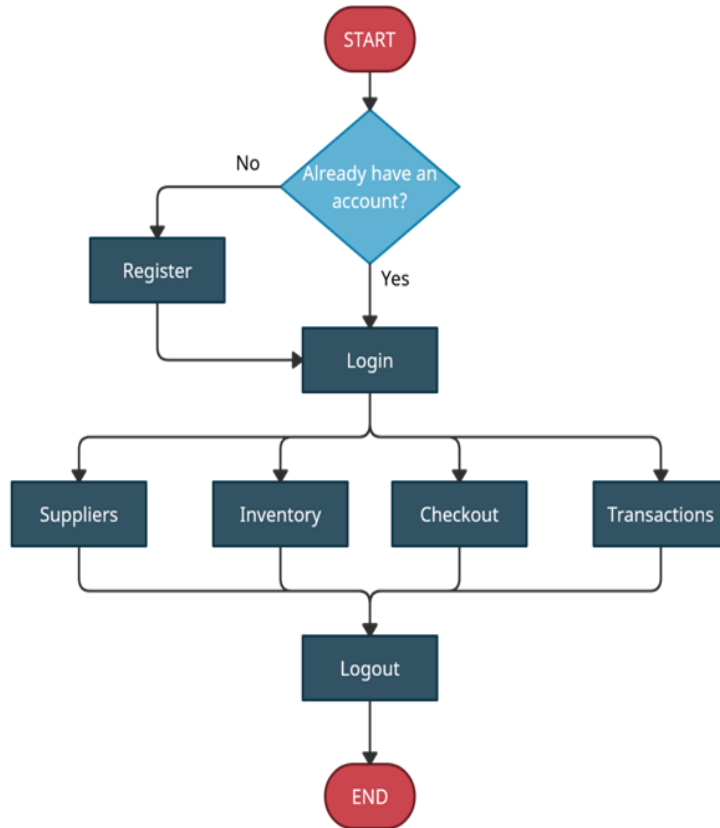 START
Already have an
account?
No
Yes
Register
Login
Suppliers
Inventory
Checkout
Transactions
Logout
END